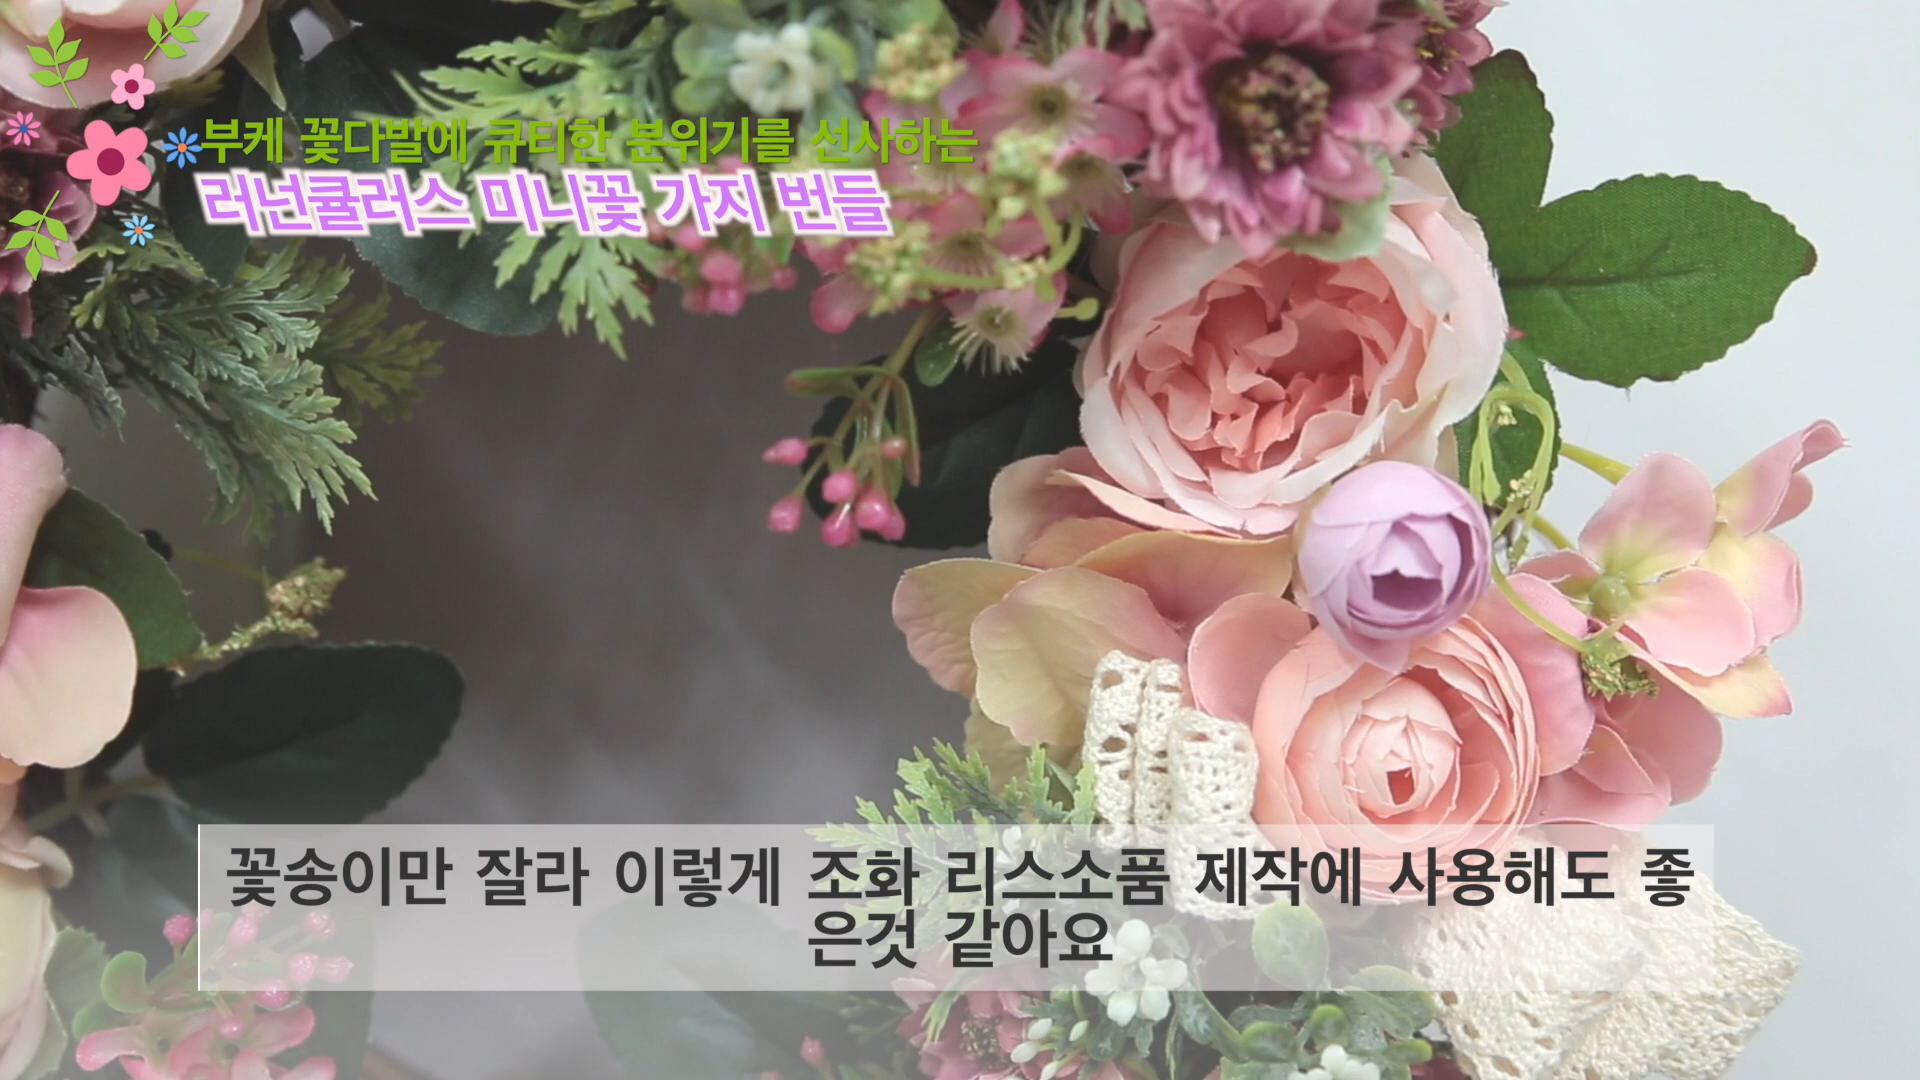 부케 꽃다발에 큐티한 분위기를 선사하는
러넌큘러스 미니꽃 가지 번들
꽃송이만 잘라 이렇게 조화 리스소품 제작에 사용해도 좋
은것 같아요